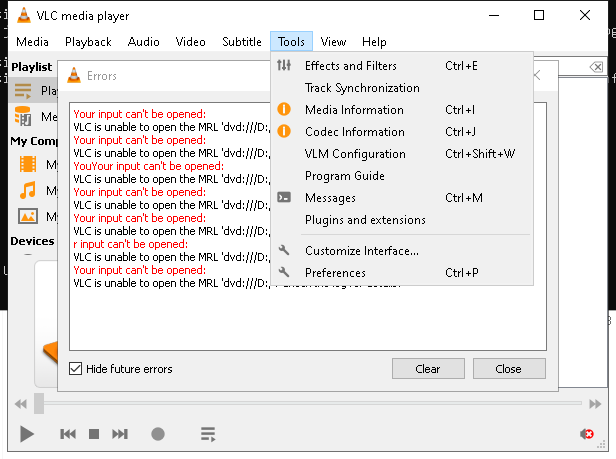 VLC media player
Media Playback Audio Video Subtitle Tools View Help
Playlist
Errors
Effects and Filters Ctrl+E
Track Synchronization
Media Information Ctrl+I
Codec Information Ctrl+J
VLM Configuration Ctrl+Shift+W
Program Guide
Messages Ctrl+M
Plugins and extensions
Customize Interface...
Preferences Ctrl+P
My Comp
My
My
My
Devices
Your input can't be opened:
VLC is unable to open the MRL 'dvd:///D:/
Your input can't be opened:
VLC is unable to open the MRL 'dvd:///D:/
YouYour input can't be opened:
VLC is unable to open the MRL 'dvd:///D:/
Your input can't be opened:
VLC is unable to open the MRL 'dvd:///D:/
Your input can't be opened:
VLC is unable to open the MRL 'dvd:///D:/
r input can't be opened:
VLC is unable to open the MRL 'dvd:///D:/
Your input can't be opened:
VLC is unable to open the MRL 'dvd:///D:/
Hide future errors
Clear Close